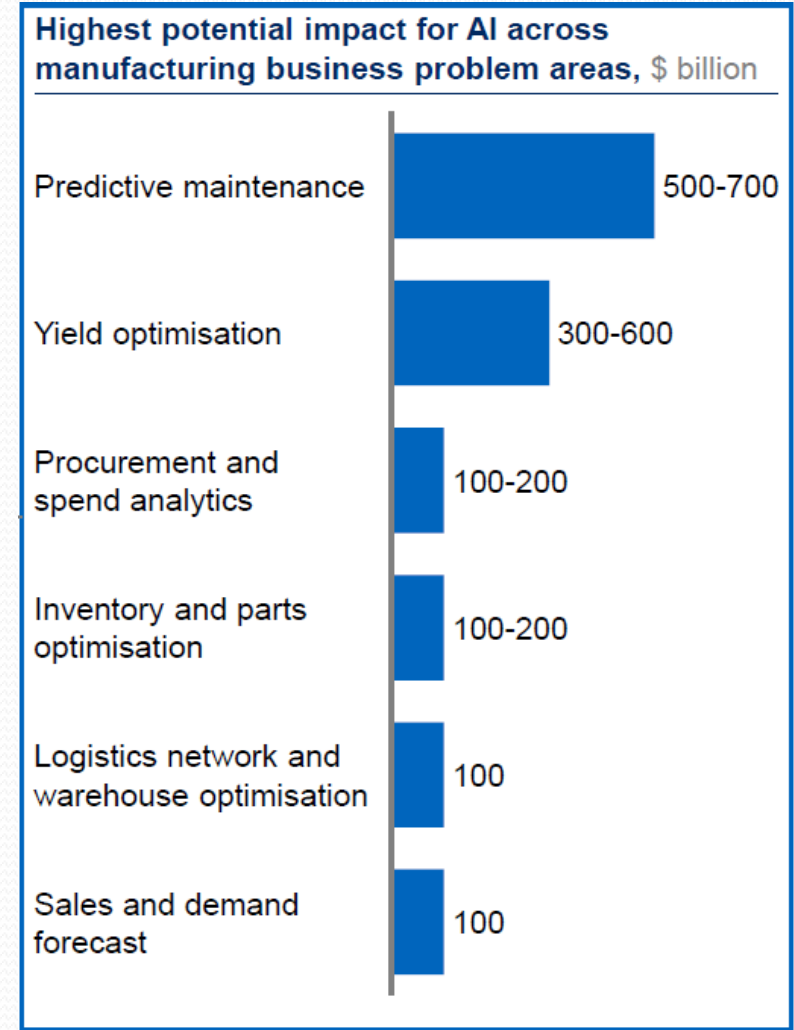 Highest potential impact for AI across
manufacturing business problem areas, $ billion
Predictive maintenance
500-700
Yield optimisation
300-600
Procurement and
spend analytics
100-200
Inventory and parts
optimisation
100-200
Logistics network and
warehouse optimisation
100
Sales and demand
forecast
100